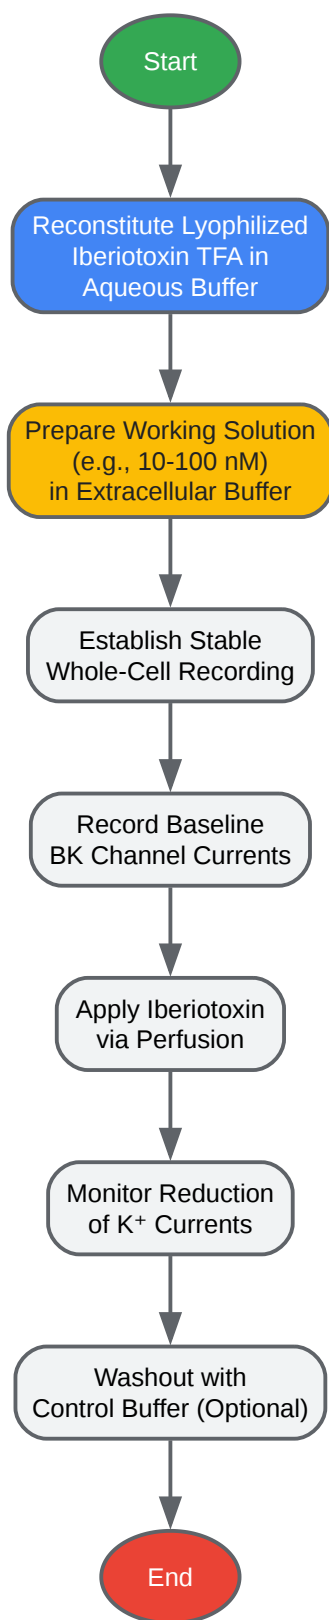 Start
Reconstitute Lyophilized
Iberiotoxin TFA in
Aqueous Buffer
Prepare Working Solution
(e.g., 10-100 nM)
in Extracellular Buffer
Establish Stable
Whole-Cell Recording
Record Baseline
BK Channel Currents
Apply Iberiotoxin
via Perfusion
Monitor Reduction
of K⁺ Currents
Washout with
Control Buffer (Optional)
End